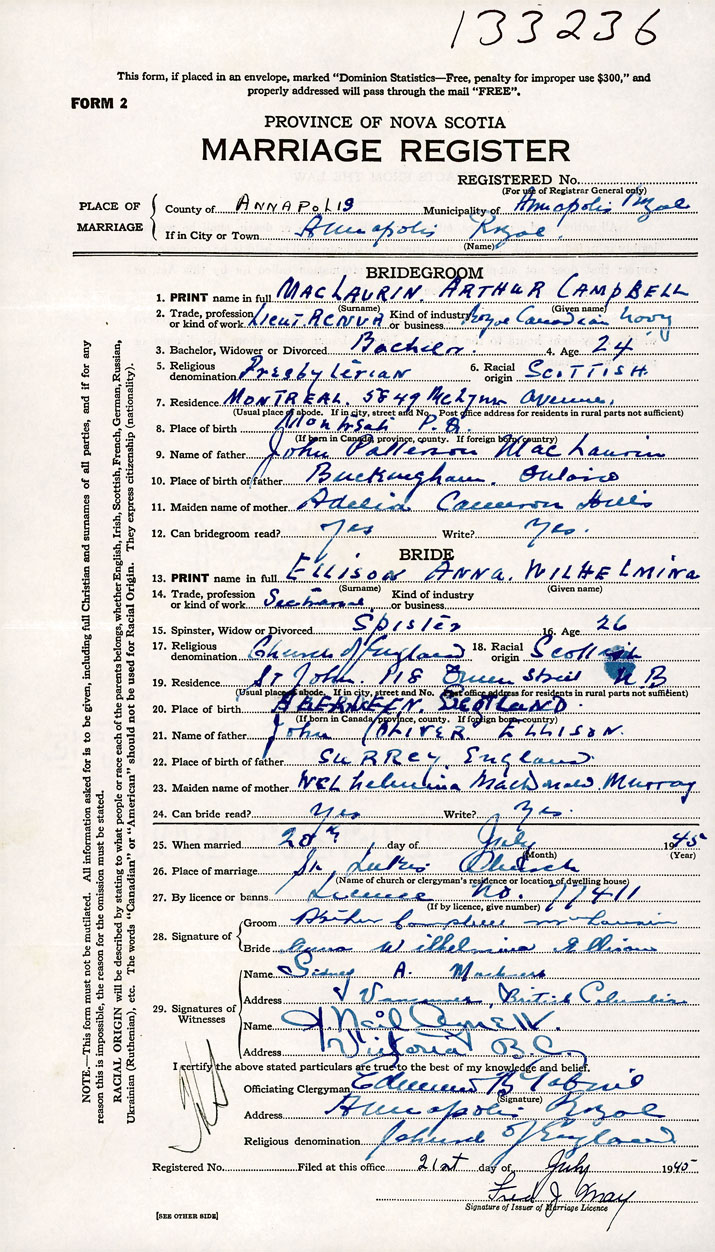 133236
This form, if placed in an envelope, marked "Dominion Statistics—Free, penalty for improper use $300," and
properly addressed will pass through the mail "FREE".
FORM 2
PROVINCE OF NOVA SCOTIA
MARRIAGE REGISTER
REGISTERED No.
(For use of Registrar General only)
PLACE OF MARRIAGE
County of ANNAPOLIS Municipality of Annapolis Royal
If in City or Town Annapolis Royal
(Name)
BRIDEGROOM
1. PRINT name in full MACLAURIN ARTHUR CAMPBELL
(Surname) (Given name)
2. Trade, profession or kind of work Lieut. RCNVR Kind of industry or business Royal Canadian Navy
3. Bachelor, Widower or Divorced Bachelor. 4. Age 24
5. Religious denomination Presbyterian 6. Racial origin SCOTTISH
7. Residence MONTREAL. 5849 McLynn Avenue.
(Usual place of abode. If in city, street and No. Post office address for residents in rural parts not sufficient)
8. Place of birth Montreal P.Q.
(If born in Canada, province, county. If foreign born, country)
9. Name of father John Patterson MacLaurin
10. Place of birth of father Buckingham. Ontario
11. Maiden name of mother Adelia Cameron
12. Can bridegroom read? Yes Write? Yes.
BRIDE
13. PRINT name in full ELLISON ANNA. WILHELMINA
(Surname) (Given name)
14. Trade, profession or kind of work Kind of industry or business
15. Spinster, Widow or Divorced Spister 16. Age 26
17. Religious denomination Church of England 18. Racial origin Scottish
19. Residence St John. 118 Queen Street N.B
(Usual place of abode. If in city, street and No. Post office address for residents in rural parts not sufficient)
20. Place of birth ABERDEEN. SCOTLAND.
(If born in Canada, province, county. If foreign born, country)
21. Name of father John OLIVER ELLISON.
22. Place of birth of father SURREY, England
23. Maiden name of mother Wilhelmina MacDonald Murray
24. Can bride read? Yes Write? Yes.
25. When married 20th day of July 1945
(Month) (Year)
26. Place of marriage St. Lukes Church
(Name of church or clergyman's residence or location of dwelling house)
27. By licence or banns Licence No. 77411
(If by licence, give number)
28. Signature of
Groom Arthur Campbell MacLaurin
Bride Anna Wilhelmina Ellison
29. Signatures of Witnesses
Name Sidney A.
Address Vancouver, British Columbia
Name Neil
Address Victoria B.C.
I certify the above stated particulars are true to the best of my knowledge and belief.
Officiating Clergyman Edmund B
(Signature)
Address Annapolis Royal
Religious denomination Church of England
Registered No. Filed at this office 21st day of July 1945
Fred J. May
Signature of Issuer of Marriage Licence
[SEE OTHER SIDE]
NOTE.—This form must not be mutilated. All information asked for is to be given, including full Christian and surnames of all parties, and if for any
reason this is impossible, the reason for the omission must be stated.
RACIAL ORIGIN will be described by stating to what people or race each of the parents belongs, whether English, Irish, Scottish, French, German, Russian,
Ukrainian (Ruthenian), etc. The words "Canadian" or "American" should not be used for Racial Origin. They express citizenship (nationality).